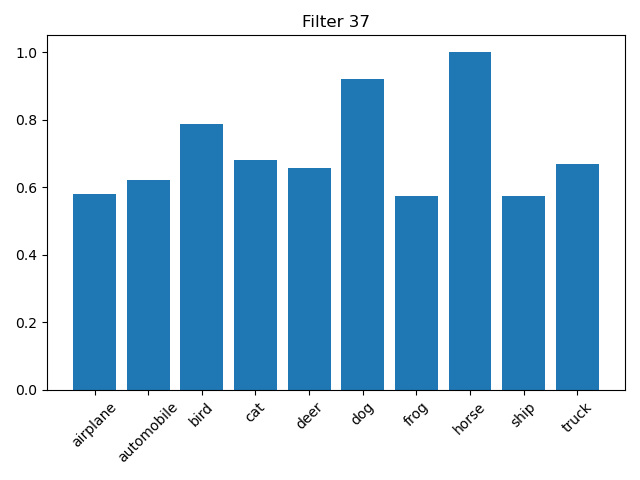 Filter 37
1.0
0.8
0.6
0.4
0.2
0.0
airplane
automobile
bird
cat
deer
dog
frog
horse
ship
truck